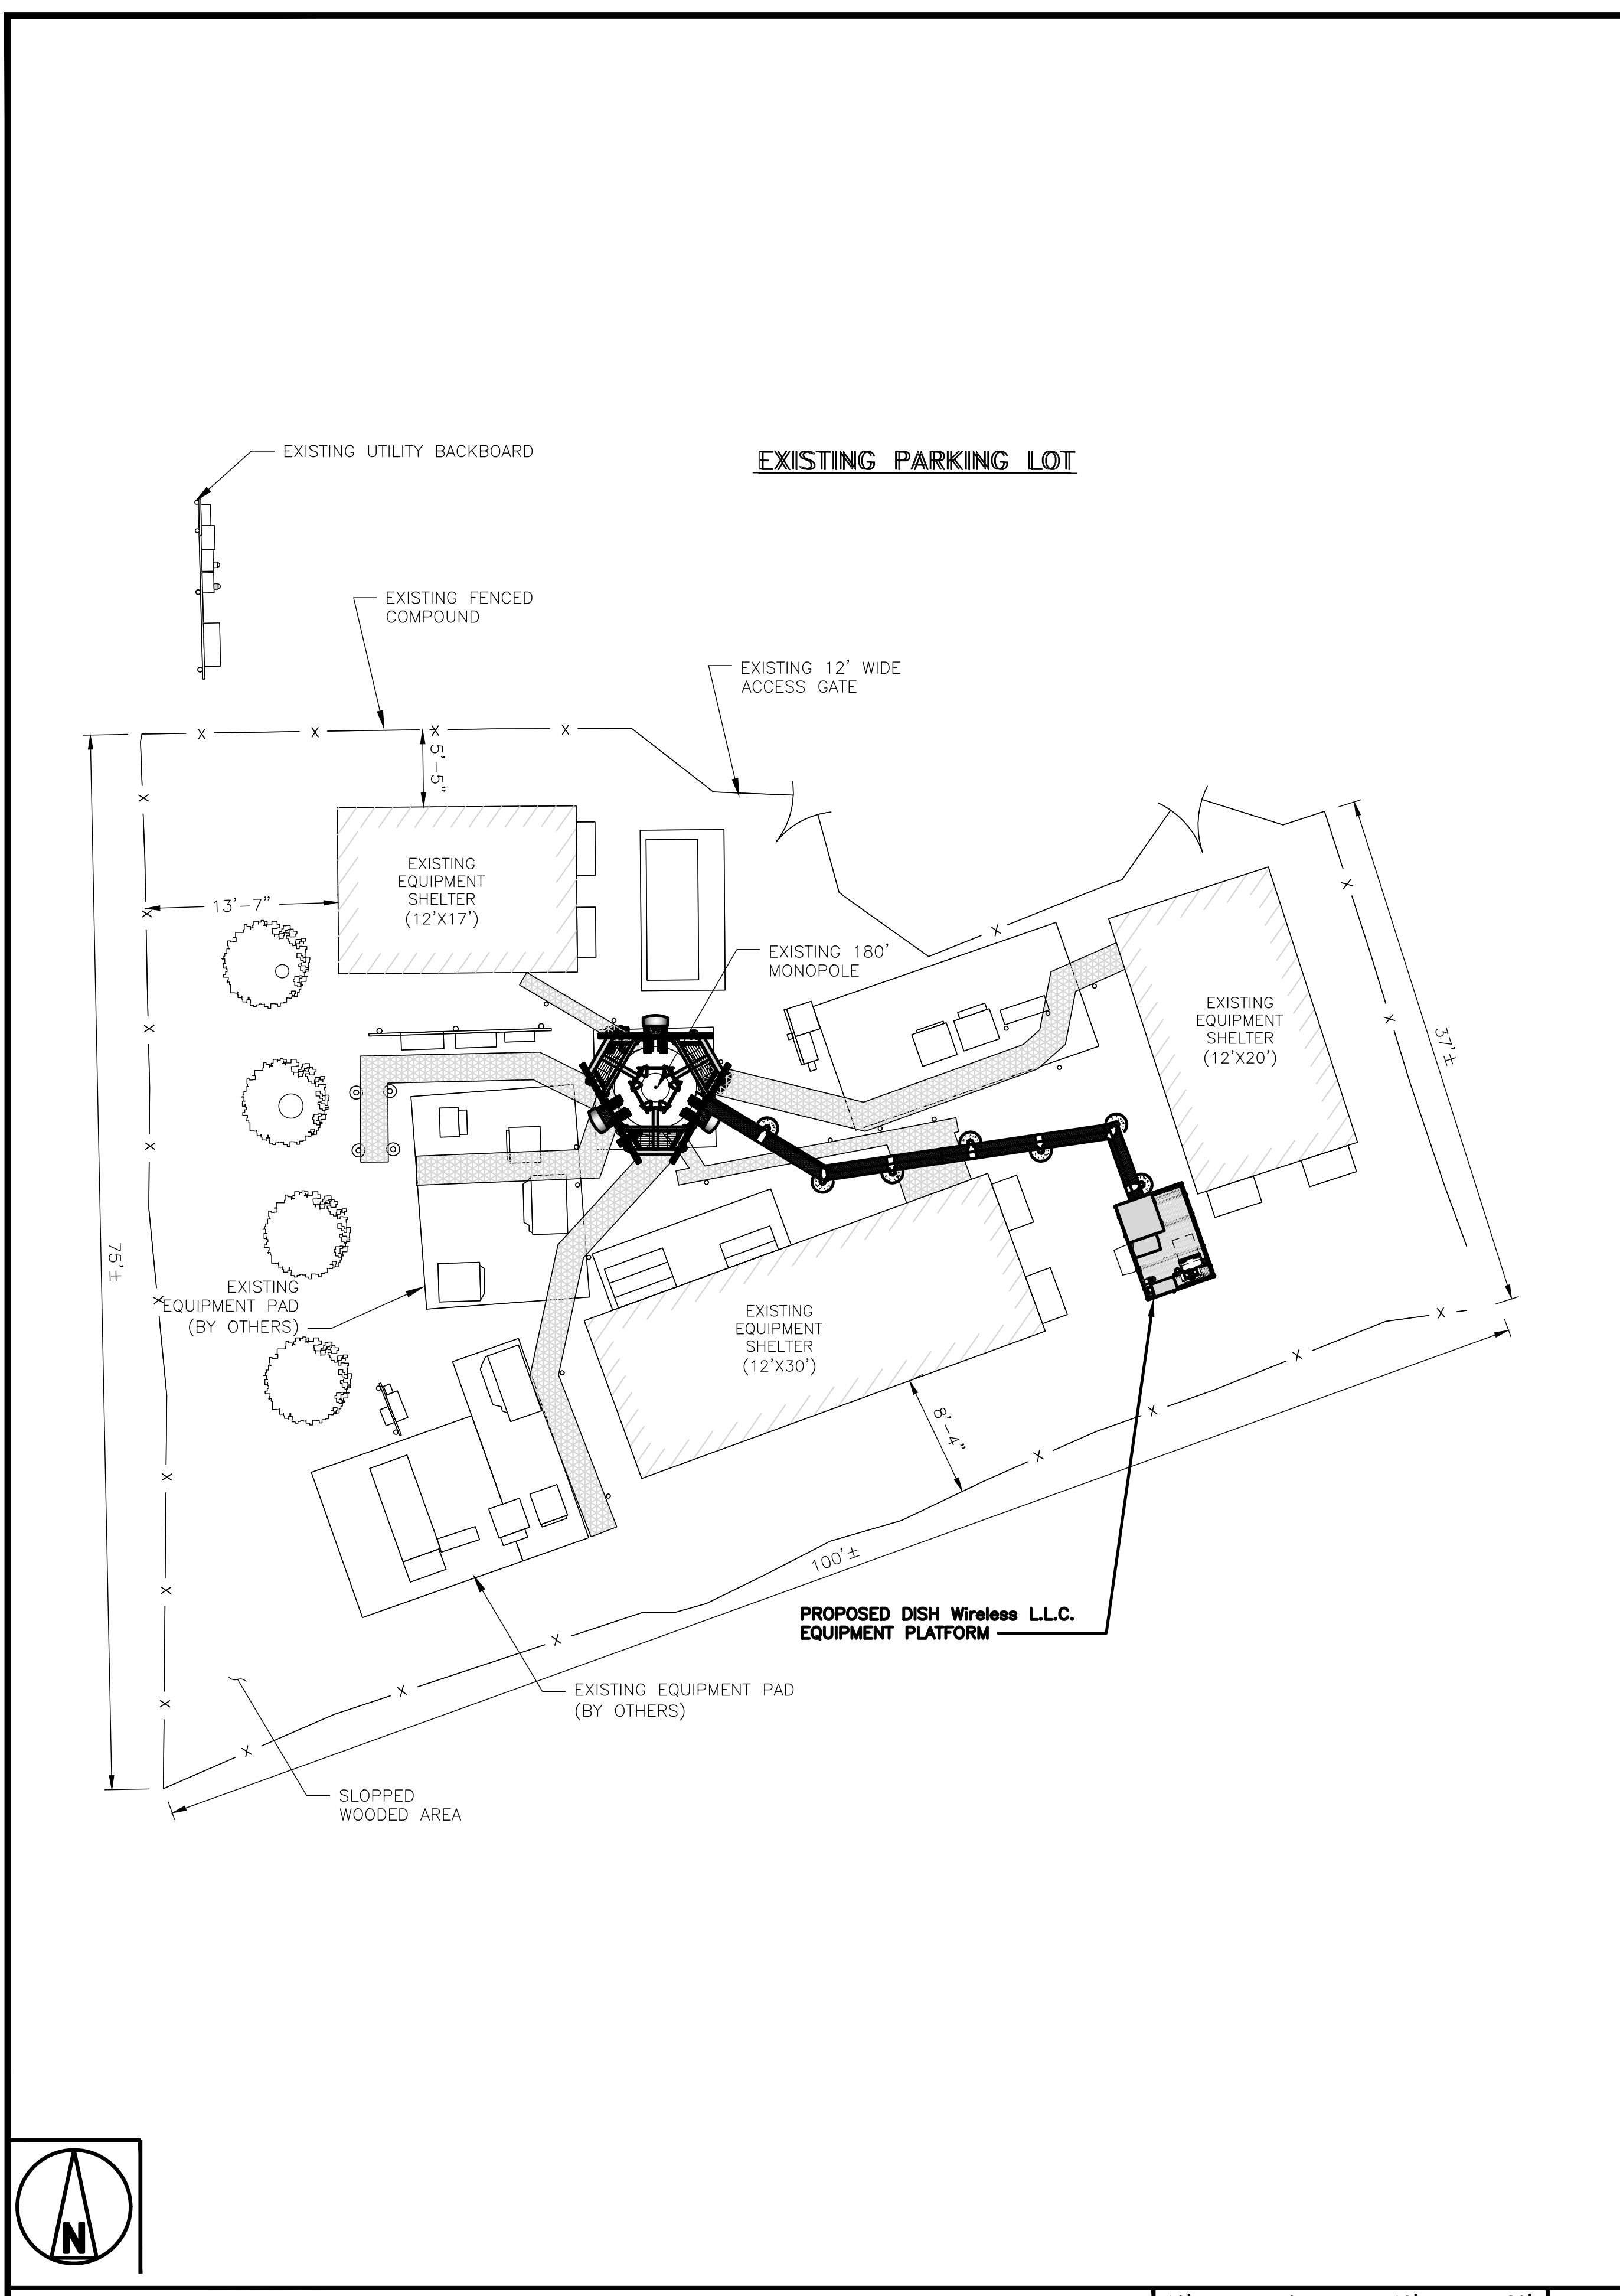 EXISTING UTILITY BACKBOARD
EXISTING PARKING LOT
EXISTING FENCED
COMPOUND
EXISTING 12' WIDE
ACCESS GATE
5'-5"
EXISTING
EQUIPMENT
SHELTER
(12'X17')
13'-7"
EXISTING 180'
MONOPOLE
EXISTING
EQUIPMENT
SHELTER
(12'X20')
37'±
75'±
EXISTING
EQUIPMENT PAD
(BY OTHERS)
EXISTING
EQUIPMENT
SHELTER
(12'X30')
8'-4"
100'±
PROPOSED DISH Wireless L.L.C.
EQUIPMENT PLATFORM
EXISTING EQUIPMENT PAD
(BY OTHERS)
SLOPPED
WOODED AREA
N